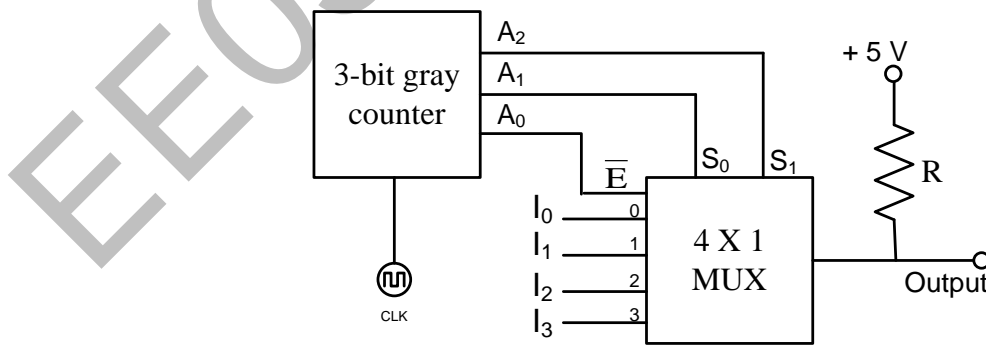 EE0
3-bit gray
counter
A₂
A₁
A₀
CLK
E̅
S₀
S₁
I₀
0
I₁
1
I₂
2
I₃
3
4 X 1
MUX
+ 5 V
R
Output